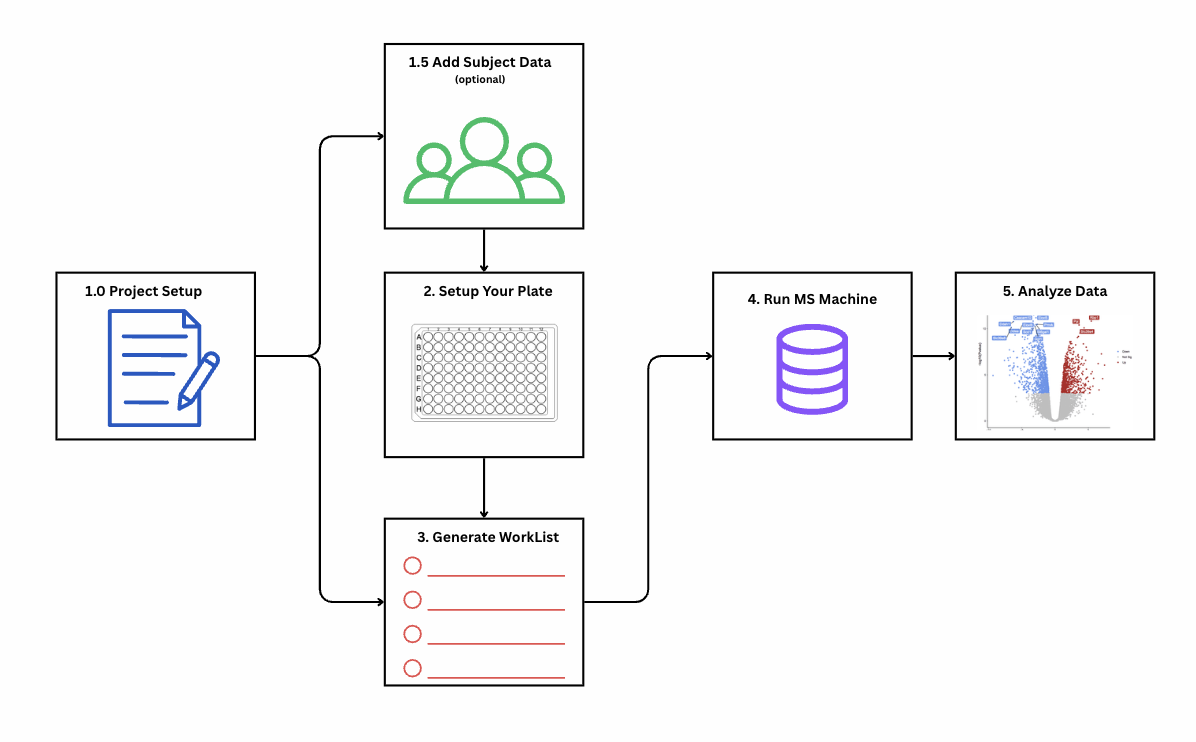 1.5 Add Subject Data
(optional)
1.0 Project Setup
2. Setup Your Plate
1 2 3 4 5 6 7 8 9 10 11 12
A
B
C
D
E
F
G
H
3. Generate WorkList
4. Run MS Machine
5. Analyze Data